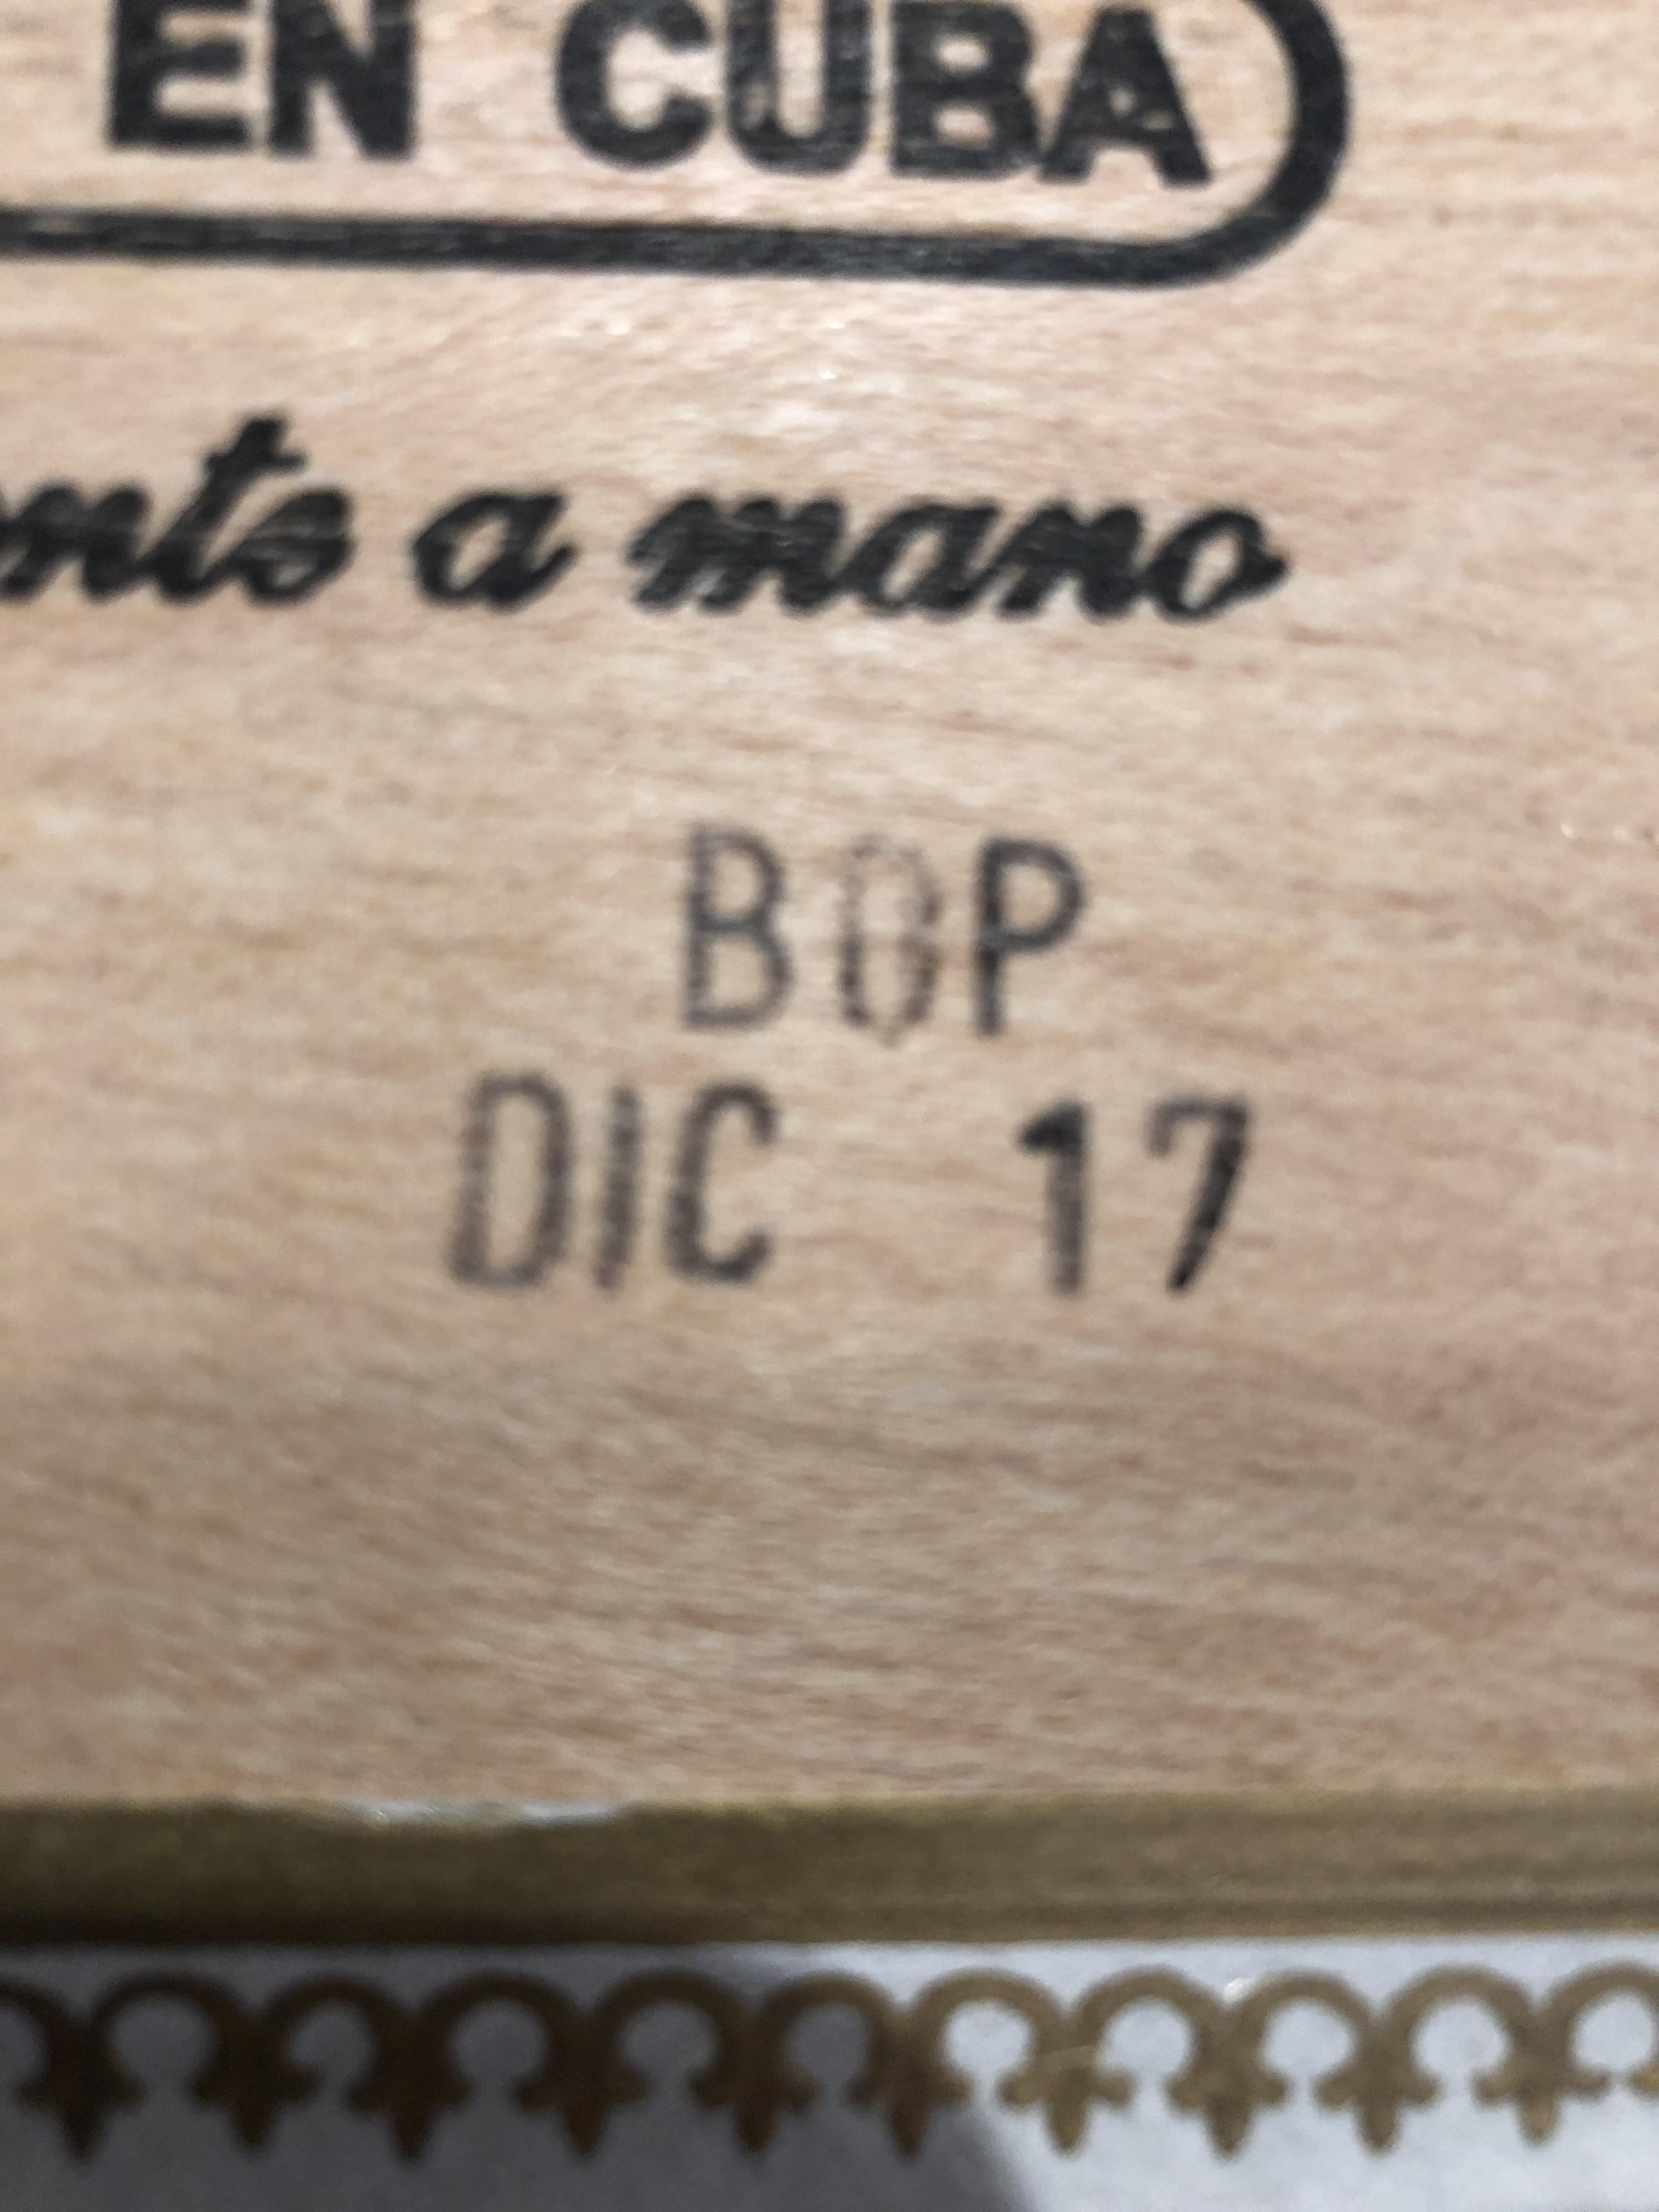 EN CUBA
a mano
BOP
DIC 17